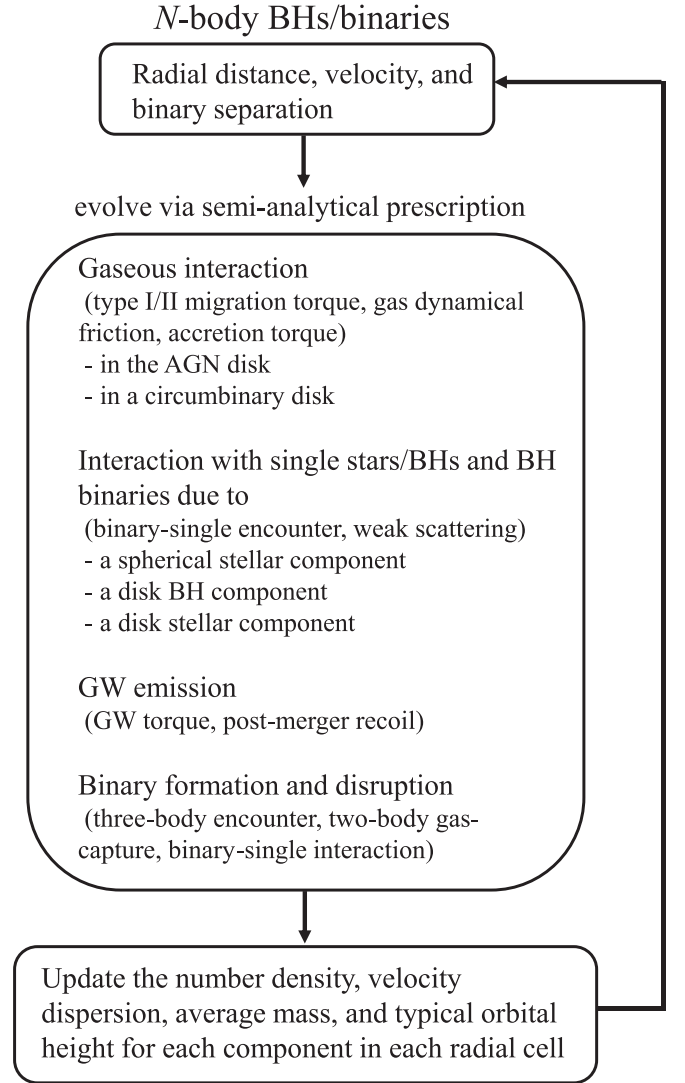 N-body BHs/binaries
Radial distance, velocity, and
binary separation
evolve via semi-analytical prescription
Gaseous interaction
(type I/II migration torque, gas dynamical
friction, accretion torque)
- in the AGN disk
- in a circumbinary disk
Interaction with single stars/BHs and BH
binaries due to
(binary-single encounter, weak scattering)
- a spherical stellar component
- a disk BH component
- a disk stellar component
GW emission
(GW torque, post-merger recoil)
Binary formation and disruption
(three-body encounter, two-body gas-
capture, binary-single interaction)
Update the number density, velocity
dispersion, average mass, and typical orbital
height for each component in each radial cell